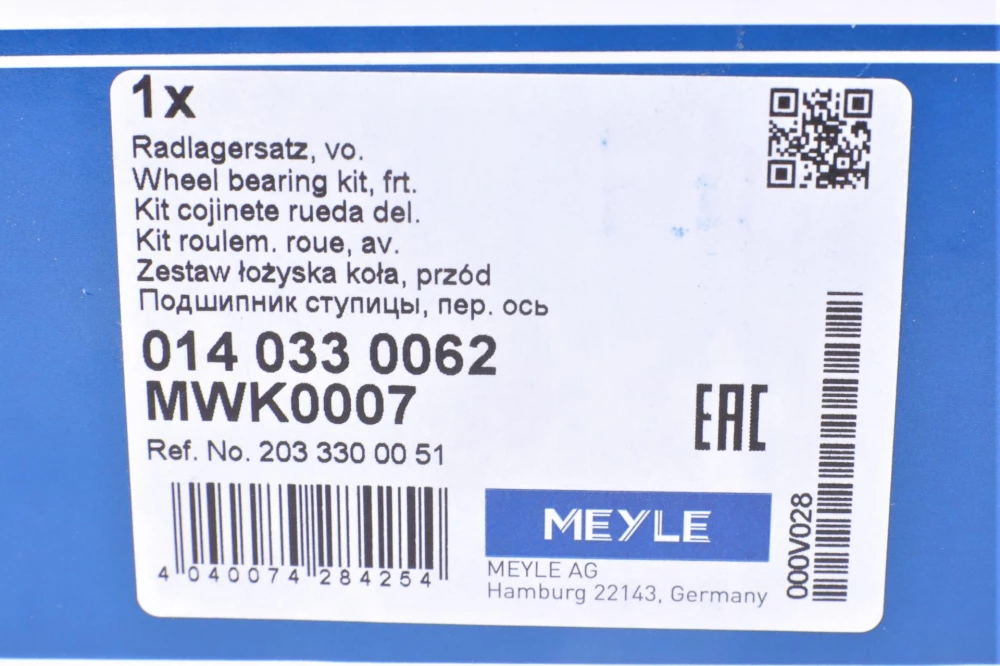 1x
Radlagersatz, vo.
Wheel bearing kit, frt.
Kit cojinete rueda del.
Kit roulem. roue, av.
Zestaw łożyska koła, przód
Подшипник ступицы, пер. ось
014 033 0062
MWK0007
Ref. No. 203 330 00 51
EAC
4 040074 284254
MEYLE
MEYLE AG
Hamburg 22143, Germany
000V028